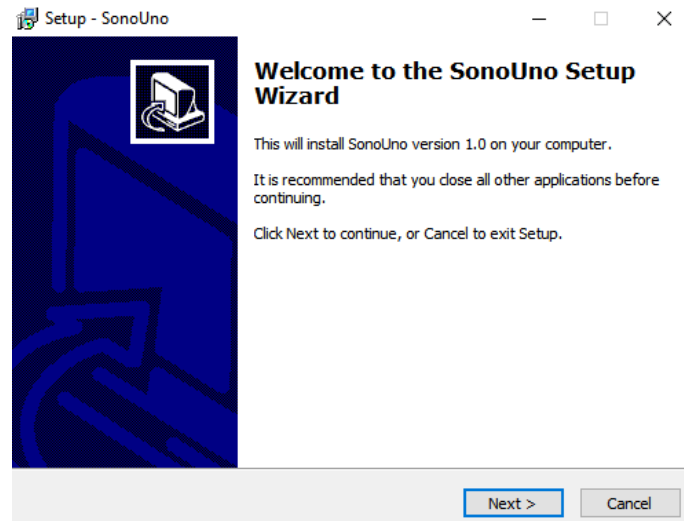 Setup - SonoUno
Welcome to the SonoUno Setup
Wizard
This will install SonoUno version 1.0 on your computer.
It is recommended that you close all other applications before
continuing.
Click Next to continue, or Cancel to exit Setup.
Next >
Cancel